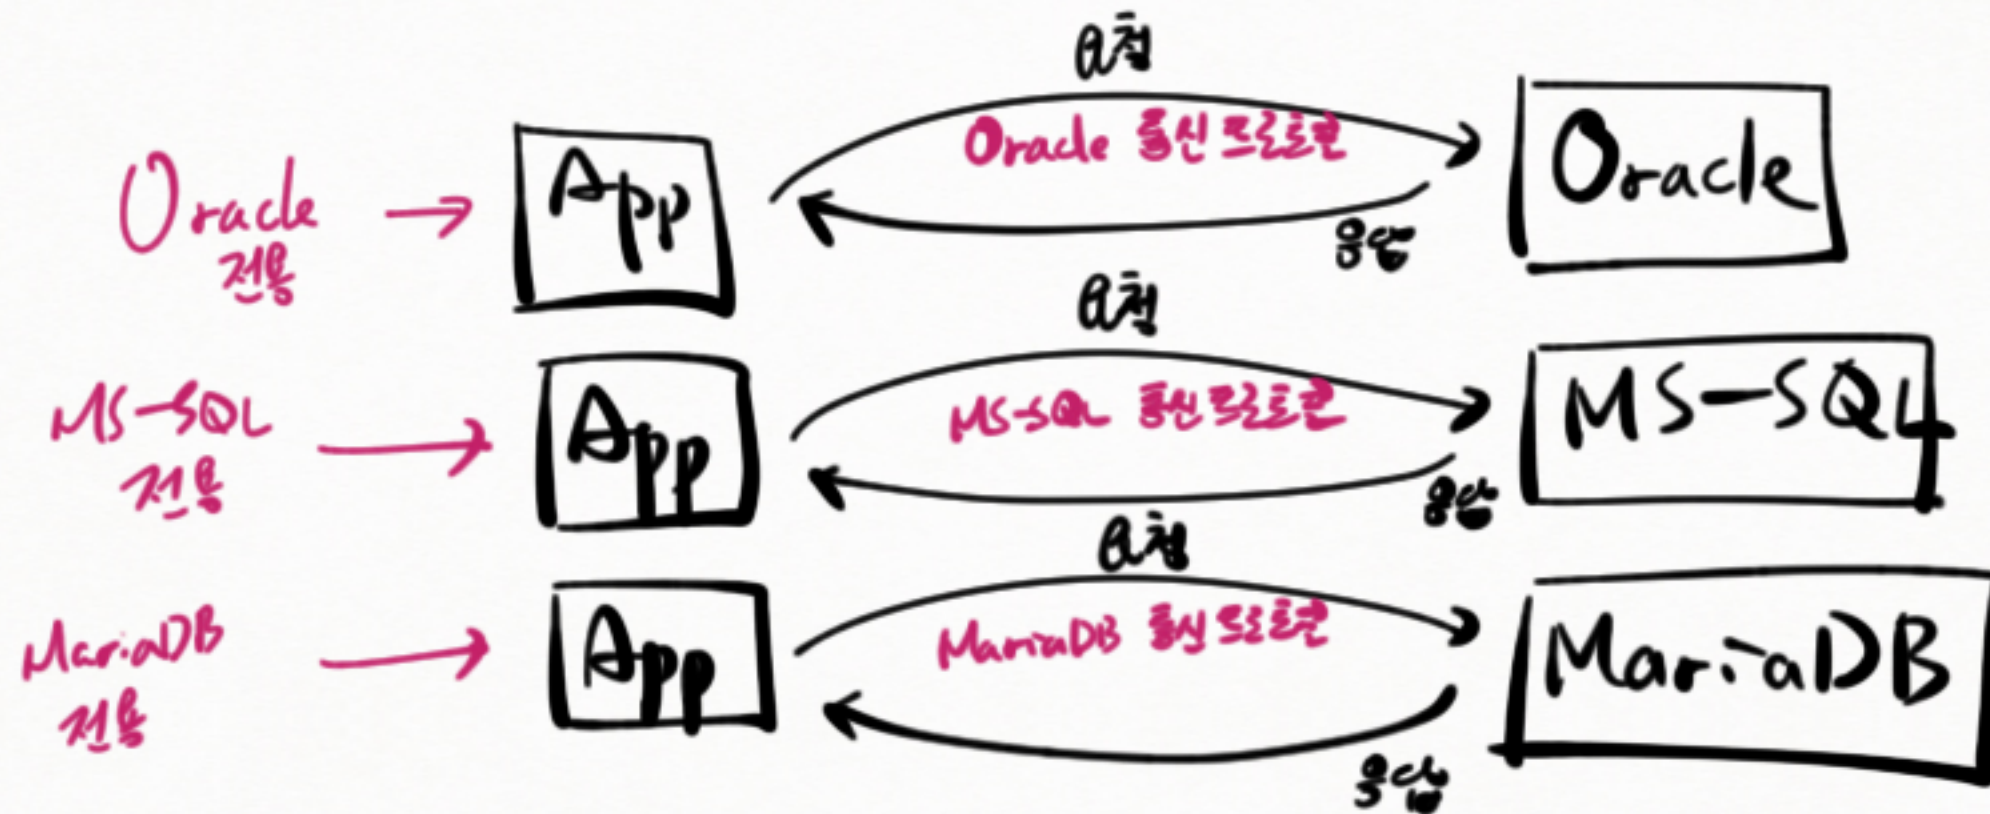 요청
Oracle 전용
App
Oracle 통신 프로토콜
응답
Oracle
요청
MS-SQL 전용
App
MS-SQL 통신 프로토콜
응답
MS-SQL
요청
MariaDB 전용
App
MariaDB 통신 프로토콜
응답
MariaDB